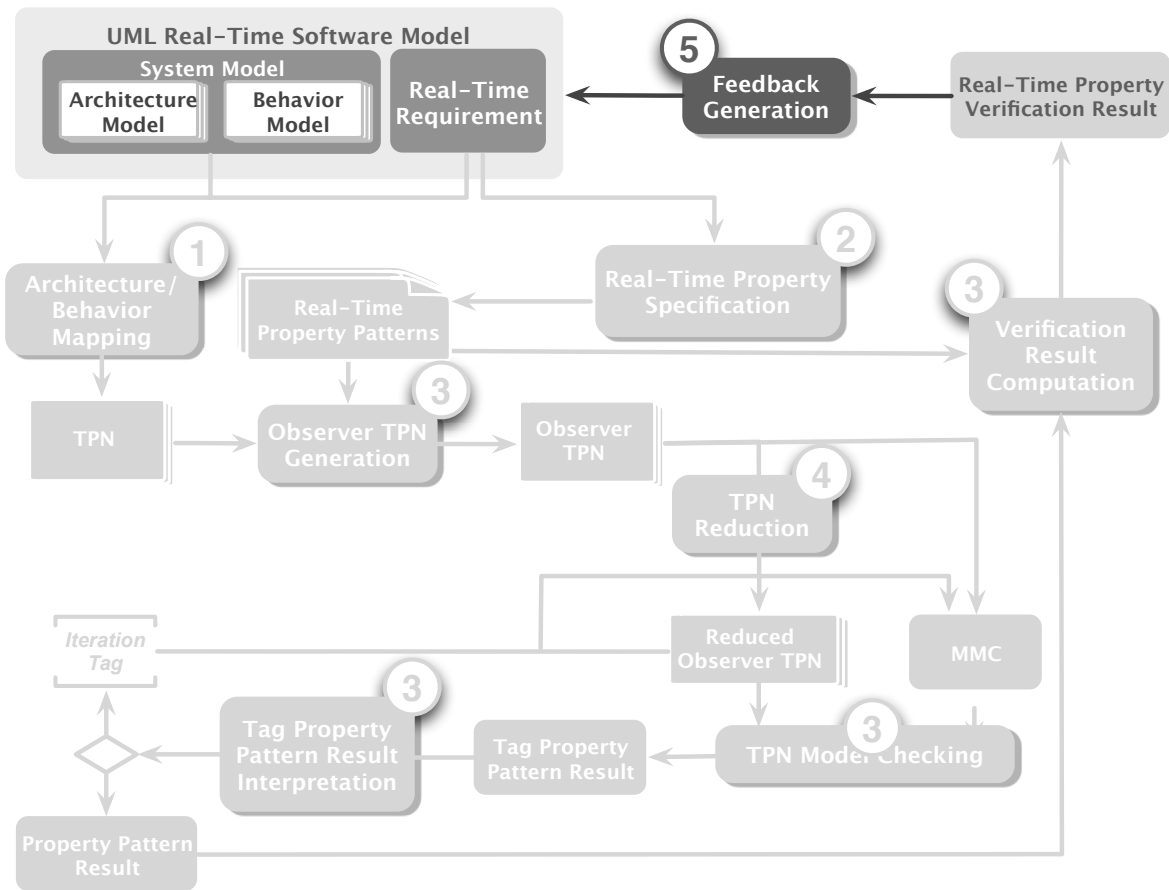 UML Real-Time Software Model
System Model
Architecture
Model
Behavior
Model
Real-Time
Requirement
5
Feedback
Generation
Real-Time Property
Verification Result
1
Architecture/
Behavior
Mapping
Real-Time
Property Patterns
2
Real-Time Property
Specification
3
Verification
Result
Computation
TPN
3
Observer TPN
Generation
Observer
TPN
4
TPN
Reduction
Iteration
Tag
Reduced
Observer TPN
MMC
3
Tag Property
Pattern Result
Interpretation
Tag Property
Pattern Result
3
TPN Model Checking
Property Pattern
Result